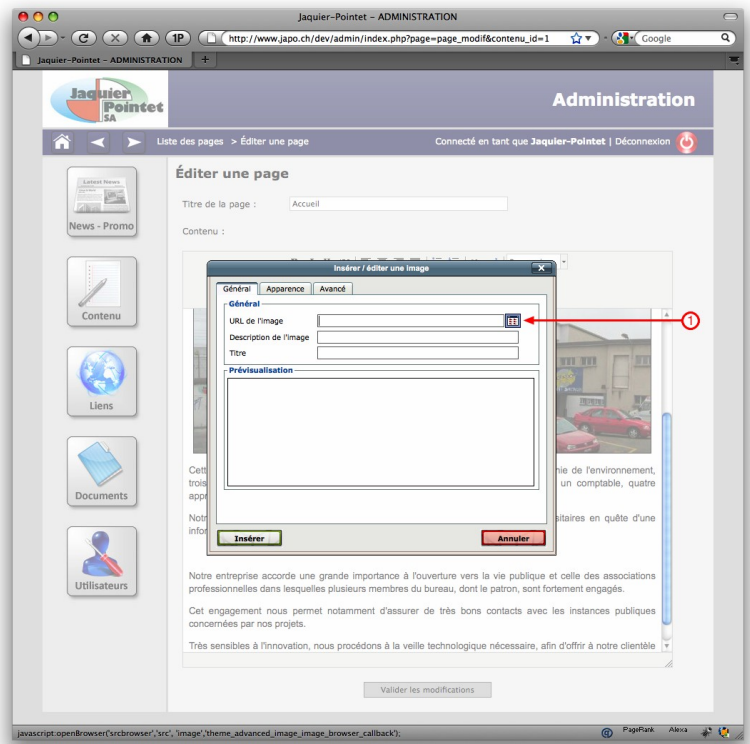 Jaquier-Pointet – ADMINISTRATION
1P
http://www.japo.ch/dev/admin/index.php?page=page_modif&contenu_id=1
Google
Jaquier-Pointet – ADMINISTRATION
+
Jaquier
Pointet
SA
Administration
Liste des pages > Éditer une page
Connecté en tant que Jaquier-Pointet | Déconnexion
Latest News
News - Promo
Contenu
Liens
Documents
Utilisateurs
Éditer une page
Titre de la page :
Accueil
Contenu :
Insérer / éditer une image
X
Général
Apparence
Avancé
Général
URL de l'image
1
Description de l'image
Titre
Prévisualisation
Insérer
Annuler
nie de l'environnement,
un comptable, quatre
sitaires en quête d'une
Notre entreprise accorde une grande importance à l'ouverture vers la vie publique et celle des associations
professionnelles dans lesquelles plusieurs membres du bureau, dont le patron, sont fortement engagés.
Cet engagement nous permet notamment d'assurer de très bons contacts avec les instances publiques
concernées par nos projets.
Très sensibles à l'innovation, nous procédons à la veille technologique nécessaire, afin d'offrir à notre clientèle
Valider les modifications
javascript:openBrowser('srcbrowser','src', 'image','theme_advanced_image_image_browser_callback');
PageRank
Alexa